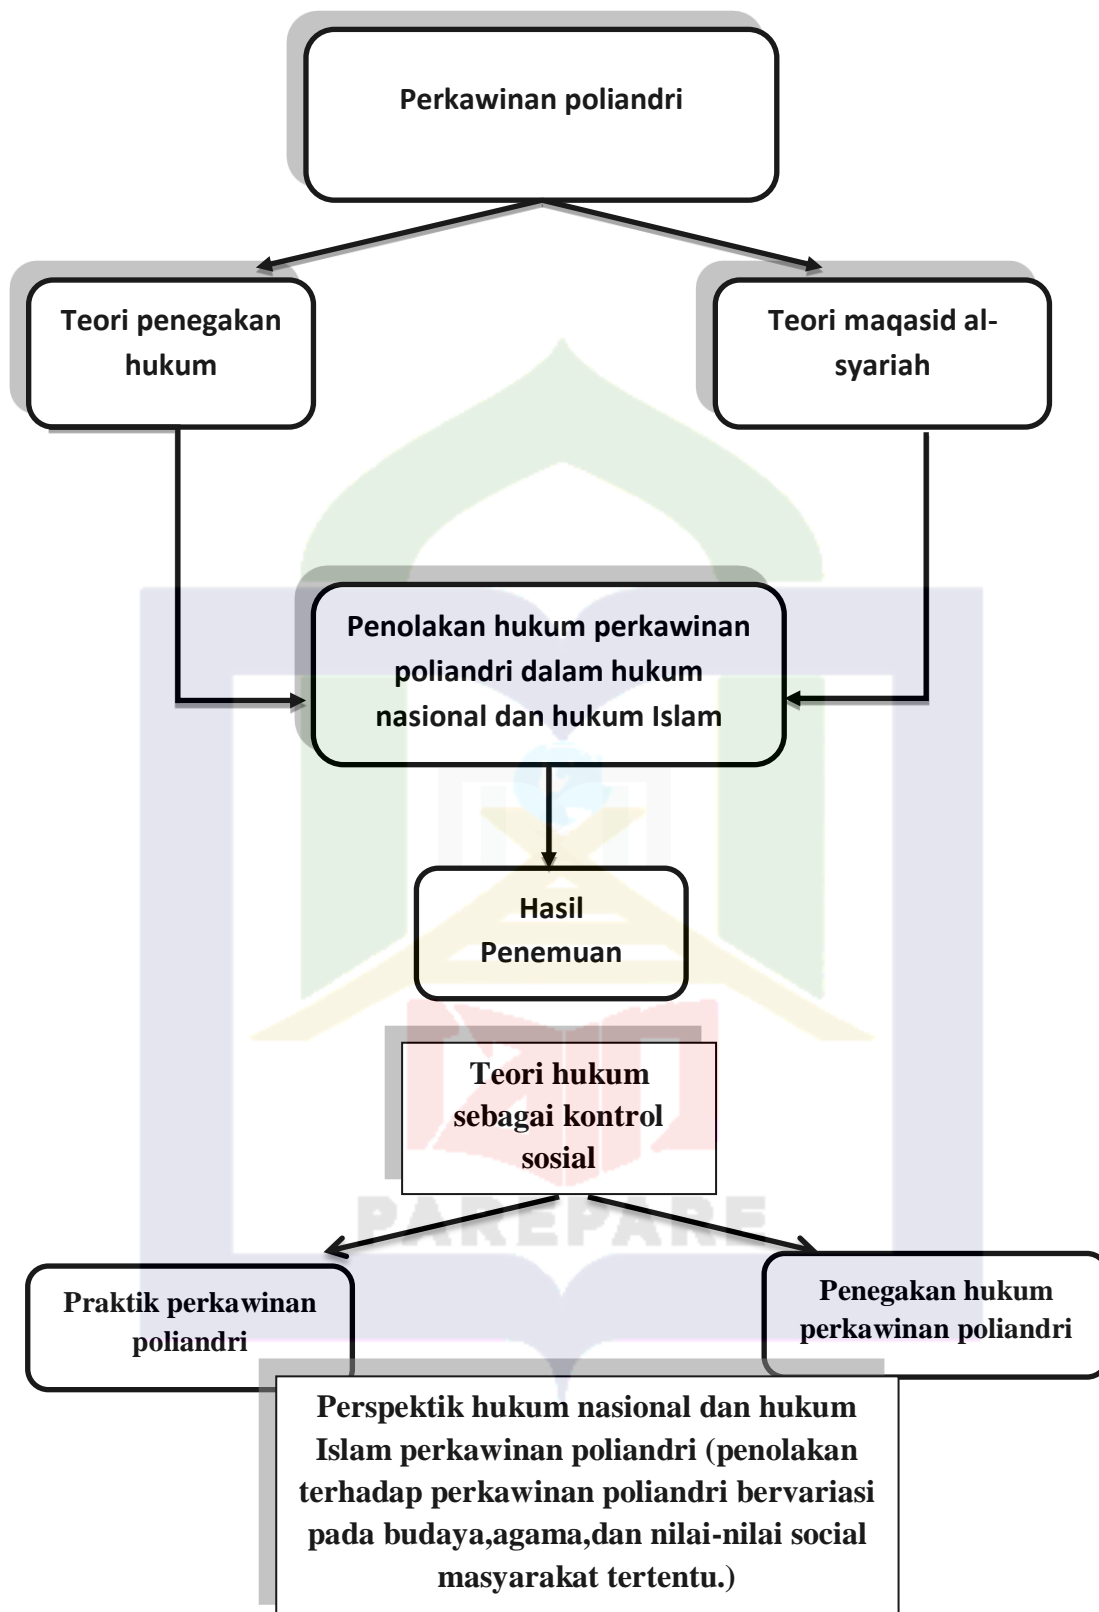 Perkawinan poliandri
Teori penegakan
hukum
Teori maqasid al-
syariah
Penolakan hukum perkawinan
poliandri dalam hukum
nasional dan hukum Islam
Hasil
Penemuan
Teori hukum
sebagai kontrol
sosial
PAREPARE
Praktik perkawinan
poliandri
Penegakan hukum
perkawinan poliandri
Perspektik hukum nasional dan hukum
Islam perkawinan poliandri (penolakan
terhadap perkawinan poliandri bervariasi
pada budaya,agama,dan nilai-nilai social
masyarakat tertentu.)